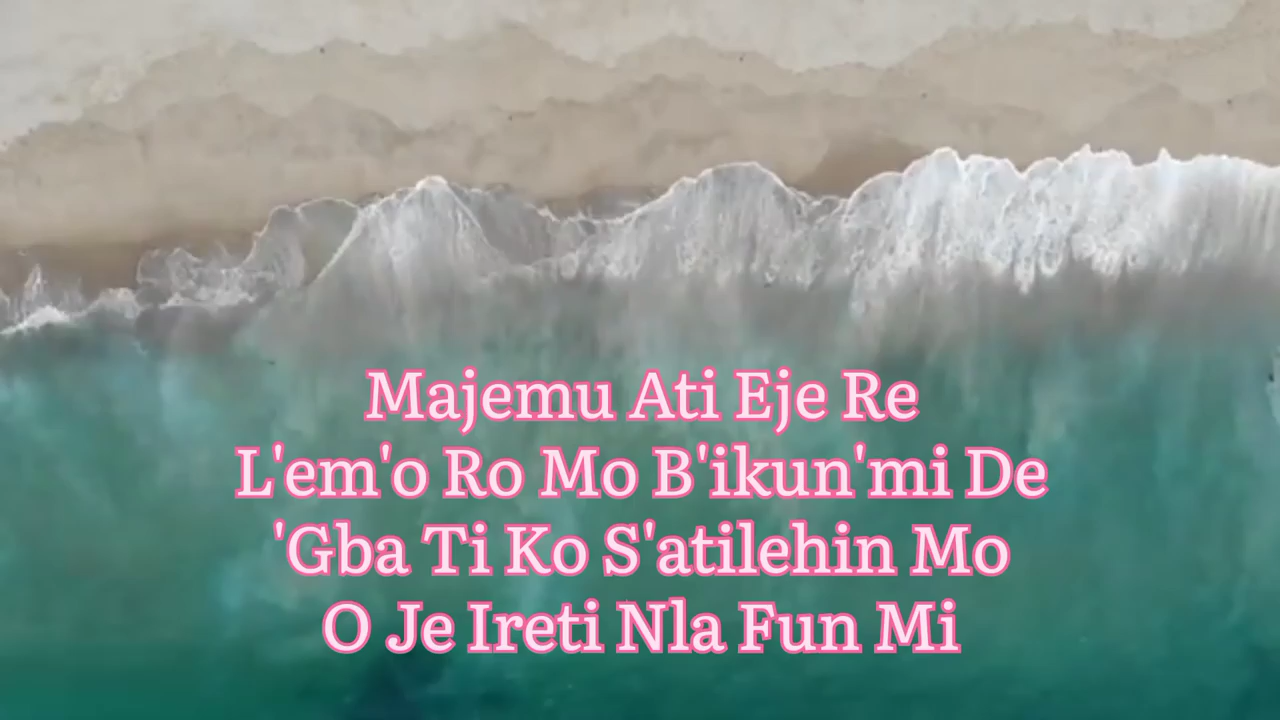 Majemu Ati Eje Re
L'em'o Ro Mo B'ikun'mi De
'Gba Ti Ko S'atilehin Mo
O Je Ireti Nla Fun Mi